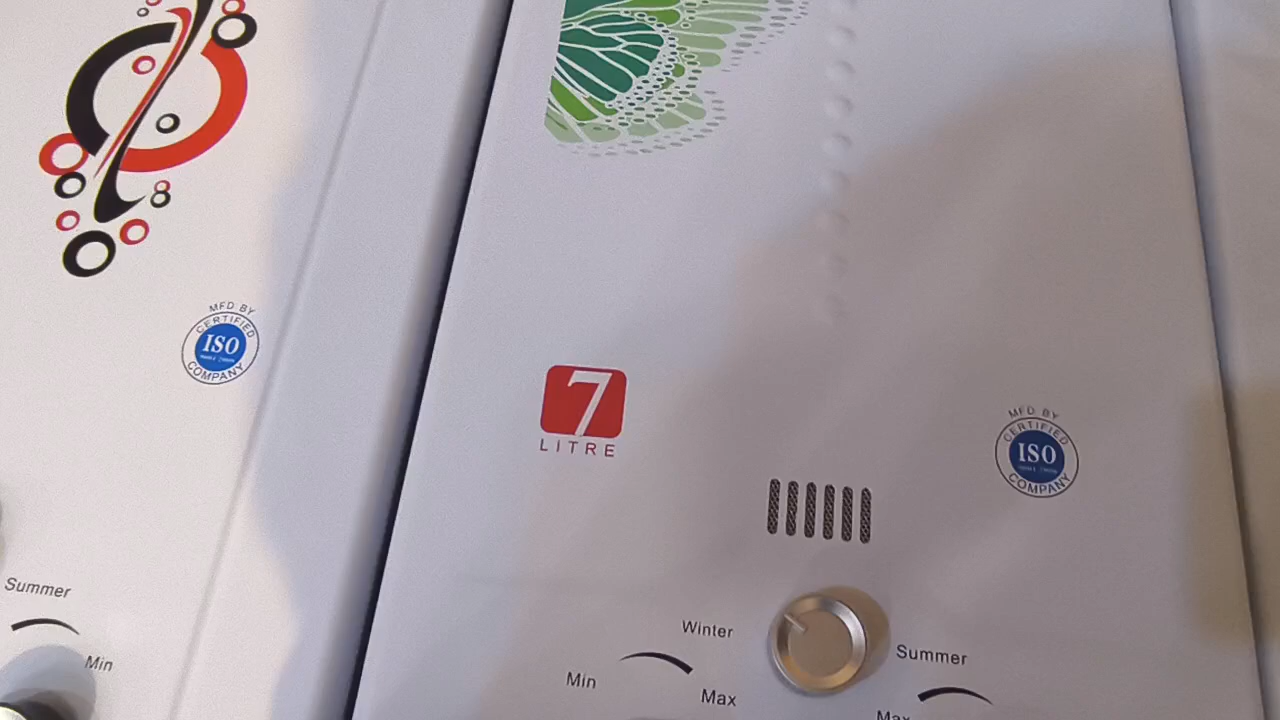 MFD BY
CERTIFIED
ISO
COMPANY
Summer
Min
7
LITRE
MFD BY
CERTIFIED
ISO
COMPANY
Winter
Summer
Min
Max
Max